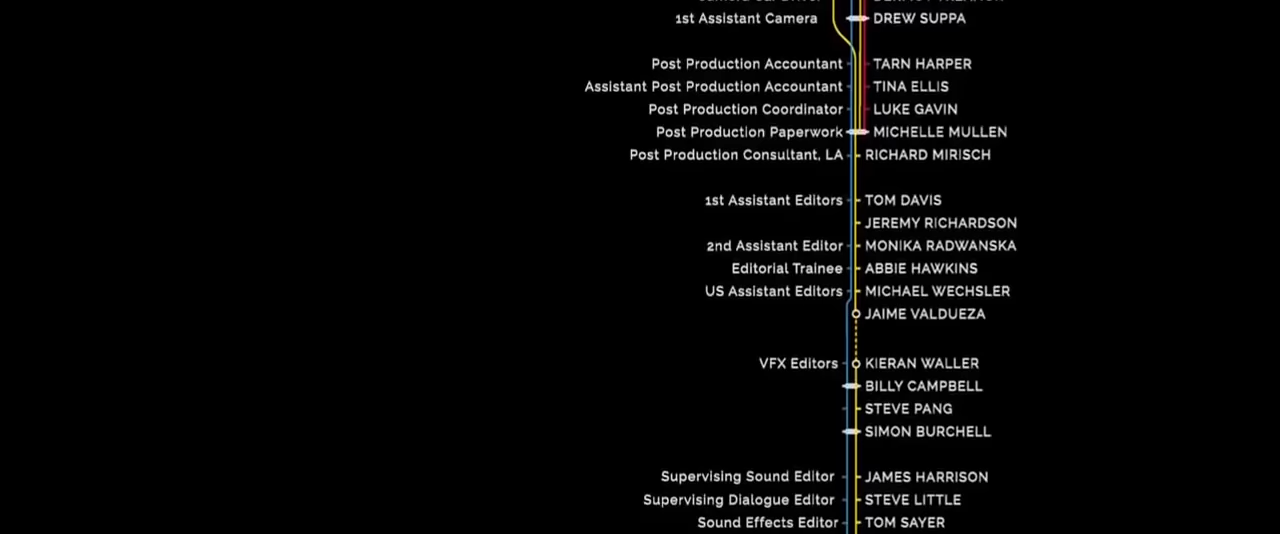 1st Assistant Camera DREW SUPPA
Post Production Accountant TARN HARPER
Assistant Post Production Accountant TINA ELLIS
Post Production Coordinator LUKE GAVIN
Post Production Paperwork MICHELLE MULLEN
Post Production Consultant, LA RICHARD MIRISCH
1st Assistant Editors TOM DAVIS
JEREMY RICHARDSON
2nd Assistant Editor MONIKA RADWANSKA
Editorial Trainee ABBIE HAWKINS
US Assistant Editors MICHAEL WECHSLER
JAIME VALDUEZA
VFX Editors KIERAN WALLER
BILLY CAMPBELL
STEVE PANG
SIMON BURCHELL
Supervising Sound Editor JAMES HARRISON
Supervising Dialogue Editor STEVE LITTLE
Sound Effects Editor TOM SAYER